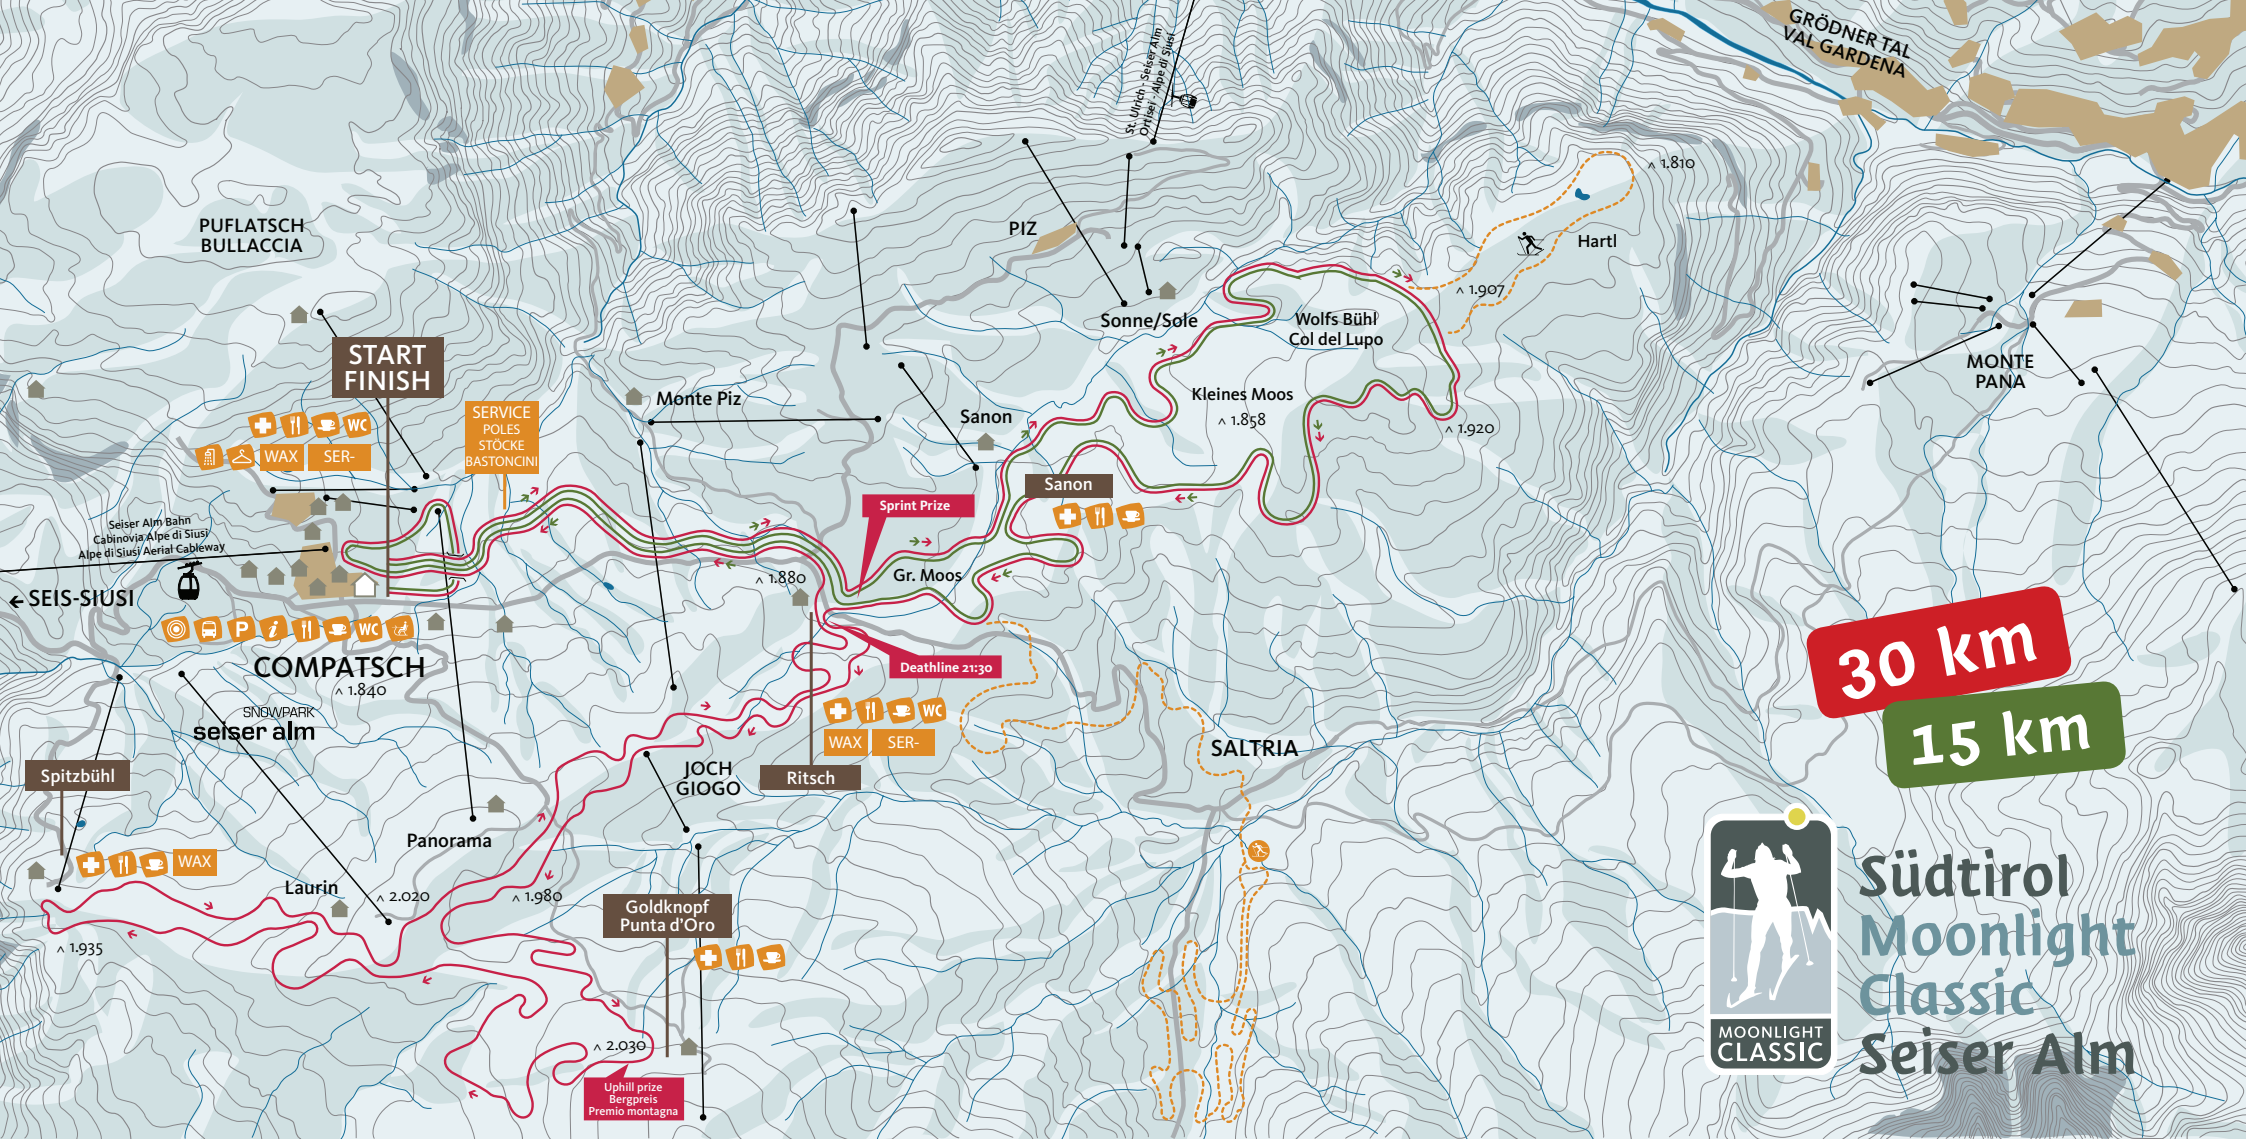 GRÖDNER TAL
VAL GARDENA
St. Ulrich - Seiser Alm
Ortisei - Alpe di Siusi
^ 1.810
PUFLATSCH
BULLACCIA
PIZ
Hartl
^ 1.907
Sonne/Sole
Wolfs Bühl
Col del Lupo
START
FINISH
MONTE
PANA
Monte Piz
Kleines Moos
^ 1.858
Sanon
^ 1.920
SERVICE
POLES
STÖCKE
BASTONCINI
WC
WAX
SER-
Sanon
Sprint Prize
Seiser Alm Bahn
Cabinovia Alpe di Siusi
Alpe di Siusi Aerial Cableway
^ 1.880
Gr. Moos
SEIS-SIUSI
P
i
WC
30 km
15 km
COMPATSCH
^ 1.840
Deathline 21:30
SNOWPARK
seiser alm
WC
WAX
SER-
SALTRIA
Spitzbühl
JOCH
GIOGO
Ritsch
Panorama
WAX
Laurin
^ 2.020
^ 1.980
Goldknopf
Punta d'Oro
^ 1.935
^ 2.030
Uphill prize
Bergpreis
Premio montagna
MOONLIGHT
CLASSIC
Südtirol
Moonlight
Classic
Seiser Alm